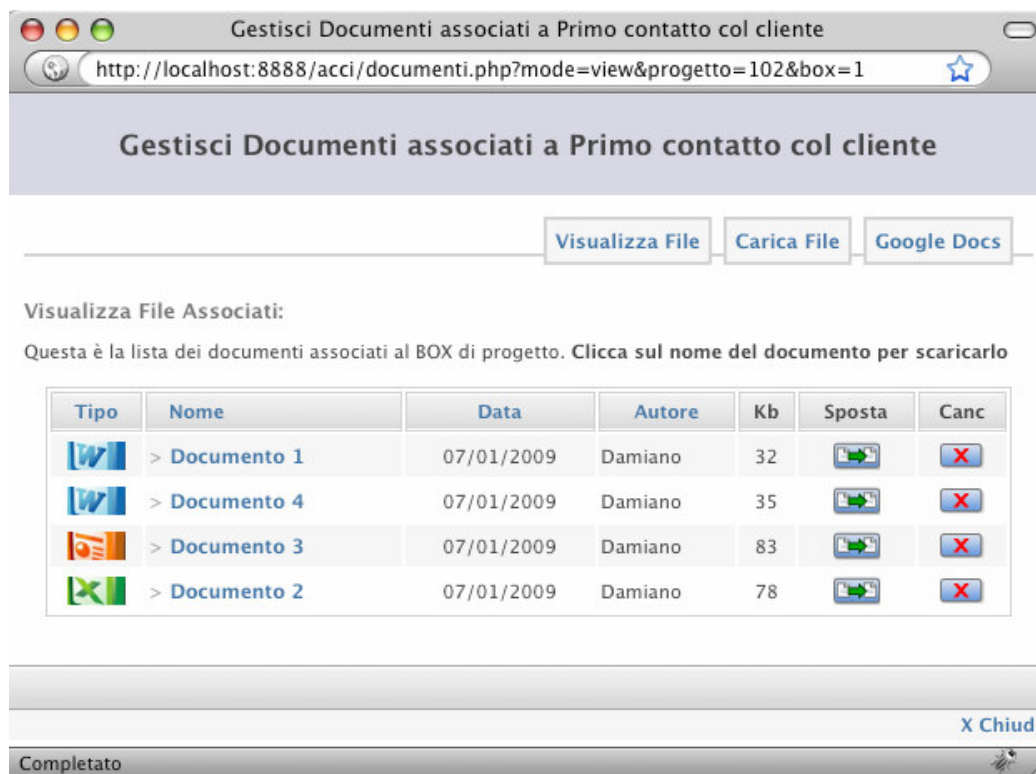 Gestisci Documenti associati a Primo contatto col cliente
http://localhost:8888/acci/documenti.php?mode=view&progetto=102&box=1
Gestisci Documenti associati a Primo contatto col cliente
Visualizza File Carica File Google Docs
Visualizza File Associati:
Questa è la lista dei documenti associati al BOX di progetto. Clicca sul nome del documento per scaricarlo
Tipo Nome Data Autore Kb Sposta Canc
W > Documento 1 07/01/2009 Damiano 32 X
W > Documento 4 07/01/2009 Damiano 35 X
> Documento 3 07/01/2009 Damiano 83 X
X > Documento 2 07/01/2009 Damiano 78 X
X Chiud
Completato